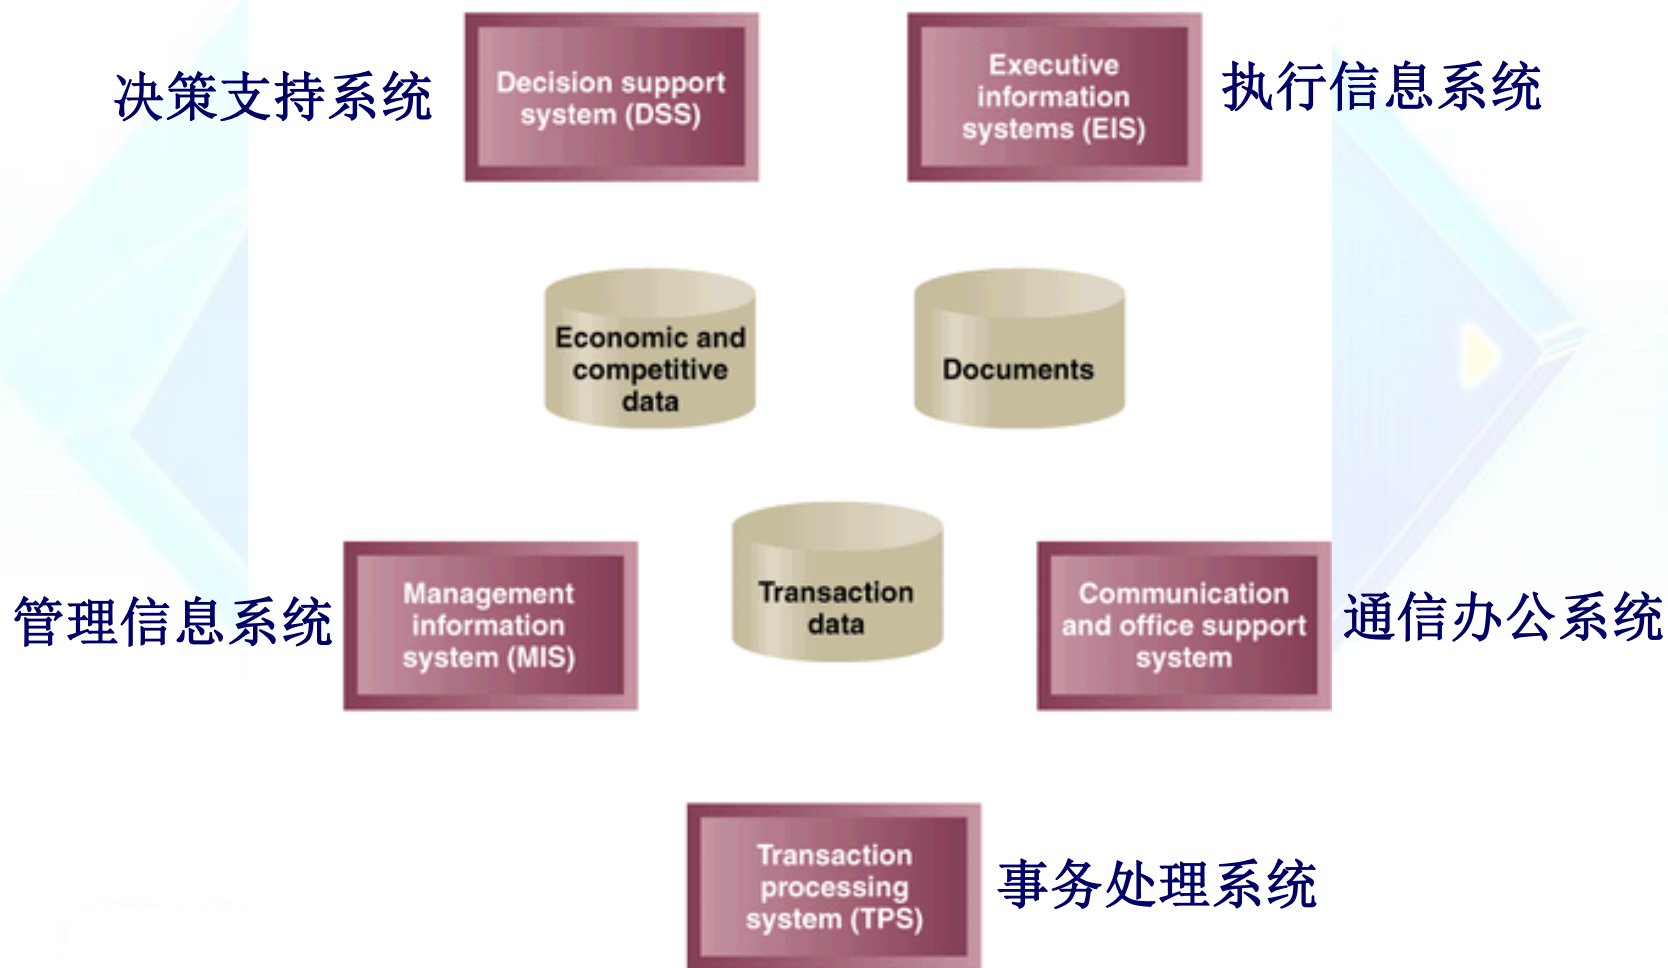 决策支持系统
Decision support
system (DSS)
Executive
information
systems (EIS)
执行信息系统
Economic and
competitive
data
Documents
管理信息系统
Management
information
system (MIS)
Transaction
data
Communication
and office support
system
通信办公系统
Transaction
processing
system (TPS)
事务处理系统